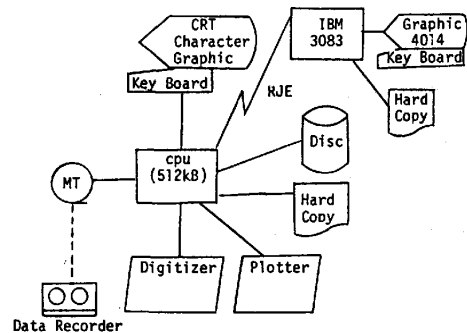 CRT
Character
Graphic
Key Board
IBM
3083
Graphic
4014
Key Board
RJE
Hard
Copy
cpu
(512kB)
Disc
MT
Hard
Copy
Digitizer
Plotter
Data Recorder